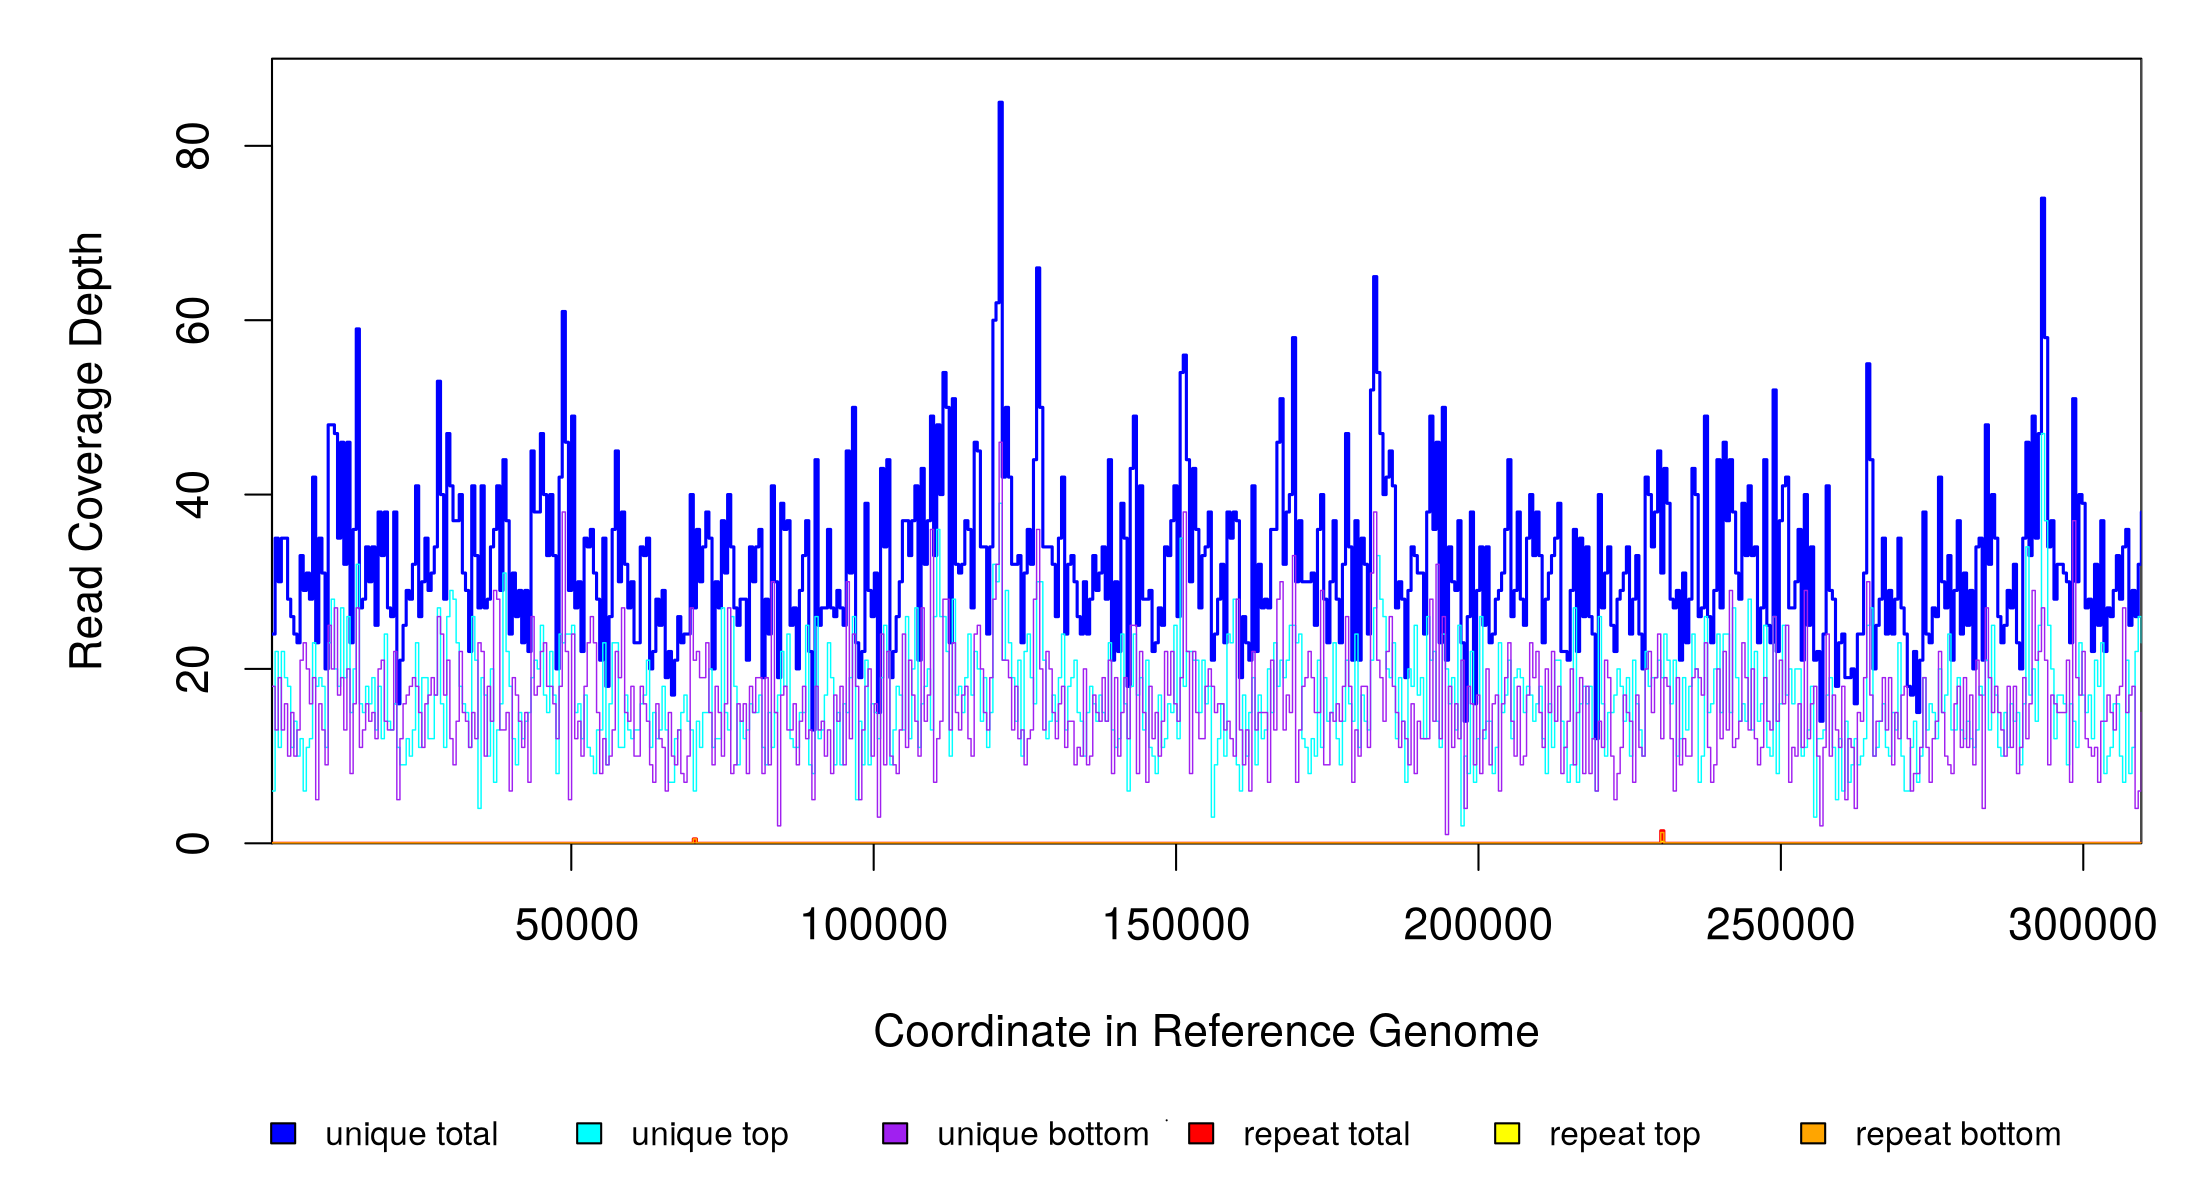 Read Coverage Depth
80
60
40
20
0
50000 100000 150000 200000 250000 300000
Coordinate in Reference Genome
unique total unique top unique bottom repeat total repeat top repeat bottom